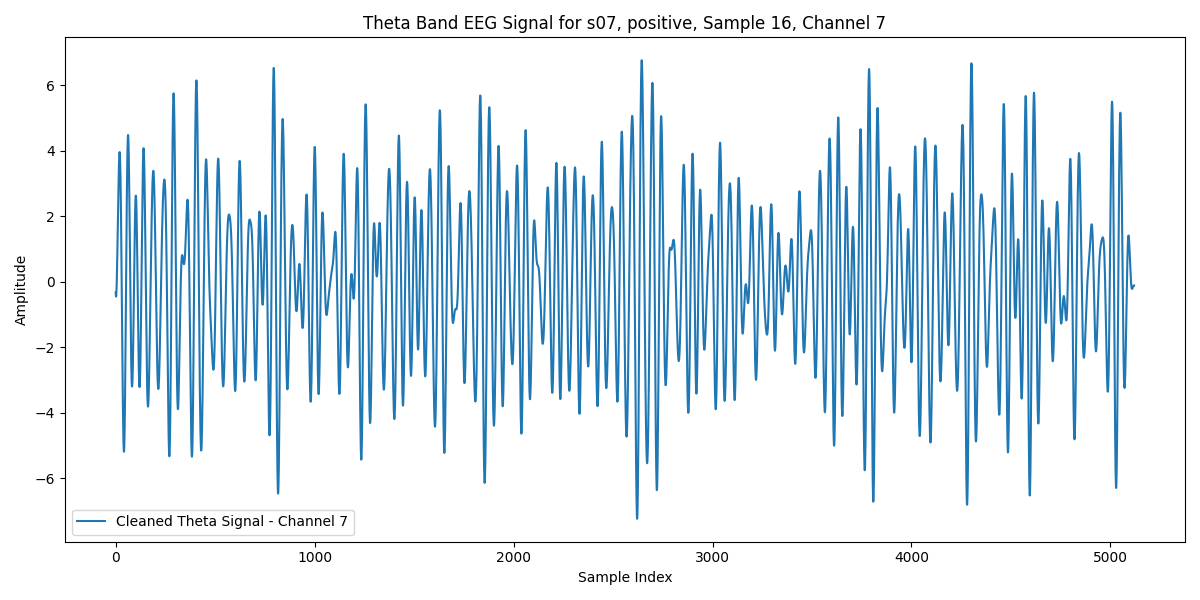 Theta Band EEG Signal for s07, positive, Sample 16, Channel 7
Amplitude
6
4
2
0
−2
−4
−6
Cleaned Theta Signal - Channel 7
0 1000 2000 3000 4000 5000
Sample Index